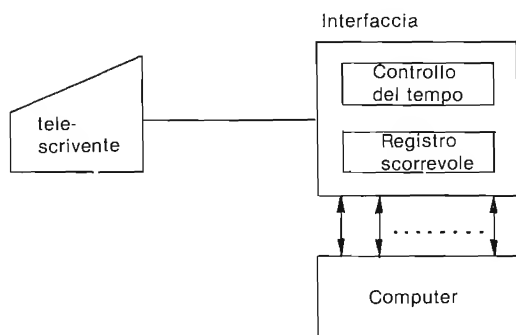 Interfaccia
Controllo
del tempo
tele-
scrivente
Registro
scorrevole
Computer